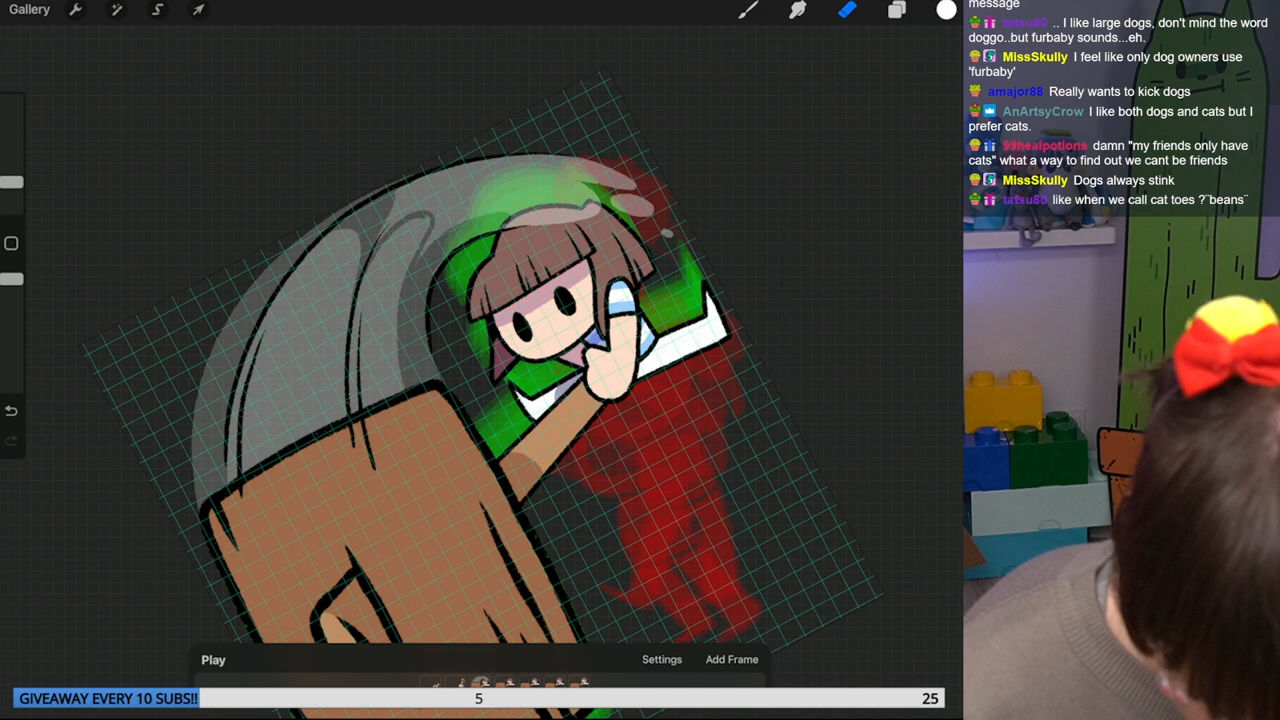 Gallery
message
tatsu80 .. I like large dogs, don't mind the word
doggo..but furbaby sounds...eh.
MissSkully I feel like only dog owners use
'furbaby'
amajor88 Really wants to kick dogs
AnArtsyCrow I like both dogs and cats but I
prefer cats.
99healpotions damn "my friends only have
cats" what a way to find out we cant be friends
MissSkully Dogs always stink
tatsu80 like when we call cat toes ?¨beans¨
Play
Settings
Add Frame
GIVEAWAY EVERY 10 SUBS!!
5
25